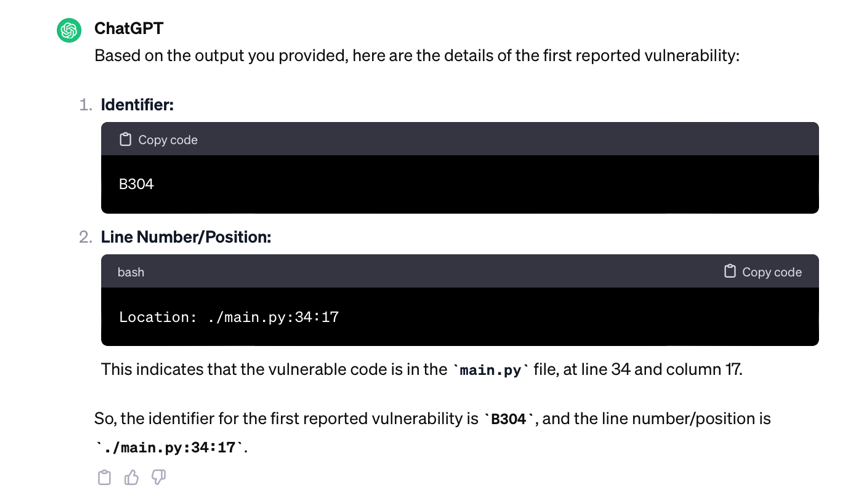 ChatGPT
Based on the output you provided, here are the details of the first reported vulnerability:
1. Identifier:
Copy code
B304
2. Line Number/Position:
bash Copy code
Location: ./main.py:34:17
This indicates that the vulnerable code is in the `main.py` file, at line 34 and column 17.
So, the identifier for the first reported vulnerability is `B304`, and the line number/position is
`./main.py:34:17`.